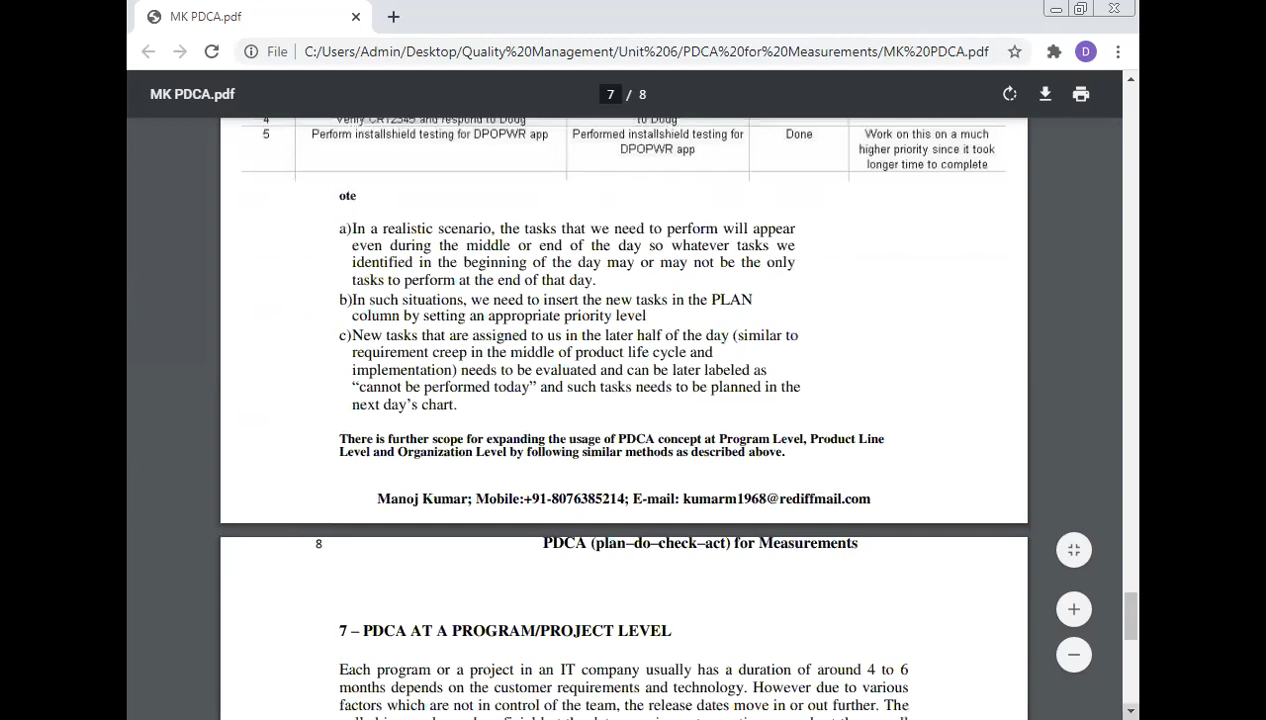 MK PDCA.pdf
File C:/Users/Admin/Desktop/Quality%20Management/Unit%206/PDCA%20for%20Measurements/MK%20PDCA.pdf
D
MK PDCA.pdf
7 / 8
4 Verify CR12345 and respond to Doug to Doug
5 Perform installshield testing for DPOPWR app Performed installshield testing for Done Work on this on a much
DPOPWR app higher priority since it took
longer time to complete
ote
a)In a realistic scenario, the tasks that we need to perform will appear
even during the middle or end of the day so whatever tasks we
identified in the beginning of the day may or may not be the only
tasks to perform at the end of that day.
b)In such situations, we need to insert the new tasks in the PLAN
column by setting an appropriate priority level
c)New tasks that are assigned to us in the later half of the day (similar to
requirement creep in the middle of product life cycle and
implementation) needs to be evaluated and can be later labeled as
“cannot be performed today” and such tasks needs to be planned in the
next day’s chart.
There is further scope for expanding the usage of PDCA concept at Program Level, Product Line
Level and Organization Level by following similar methods as described above.
Manoj Kumar; Mobile:+91-8076385214; E-mail: kumarm1968@rediffmail.com
8 PDCA (plan–do–check–act) for Measurements
7 – PDCA AT A PROGRAM/PROJECT LEVEL
Each program or a project in an IT company usually has a duration of around 4 to 6
months depends on the customer requirements and technology. However due to various
factors which are not in control of the team, the release dates move in or out further. The